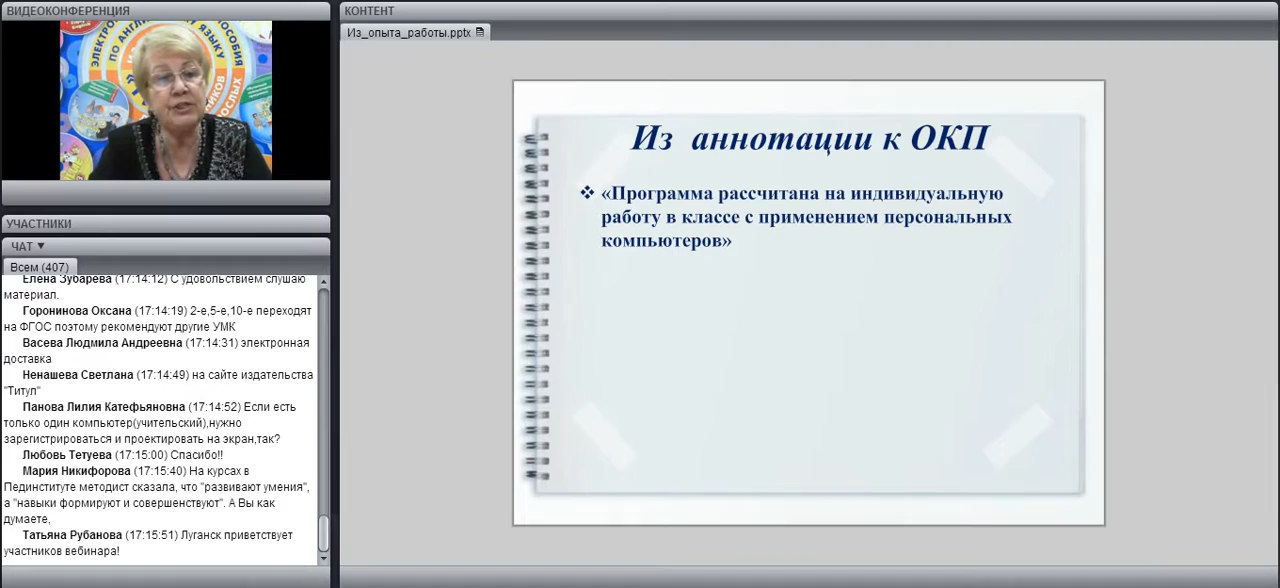 ВИДЕОКОНФЕРЕНЦИЯ
ЭЛЕКТРОН
ПОСОБИЯ
ПО АНГЛИ
ЯЗЫКУ
УЧАСТНИКИ
ЧАТ
Всем (407)
Елена Зубарева (17:14:12) С удовольствием слушаю
материал.
Горонинова Оксана (17:14:19) 2-е,5-е,10-е переходят
на ФГОС поэтому рекомендуют другие УМК
Васева Людмила Андреевна (17:14:31) электронная
доставка
Ненашева Светлана (17:14:49) на сайте издательства
"Титул"
Панова Лилия Катефьяновна (17:14:52) Если есть
только один компьютер(учительский),нужно
зарегистрироваться и проектировать на экран,так?
Любовь Тетуева (17:15:00) Спасибо!!
Мария Никифорова (17:15:40) На курсах в
Пединституте методист сказала, что "развивают умения",
а "навыки формируют и совершенствуют". А Вы как
думаете,
Татьяна Рубанова (17:15:51) Луганск приветствует
участников вебинара!
КОНТЕНТ
Из_опыта_работы.pptx
Из аннотации к ОКП
«Программа рассчитана на индивидуальную
работу в классе с применением персональных
компьютеров»